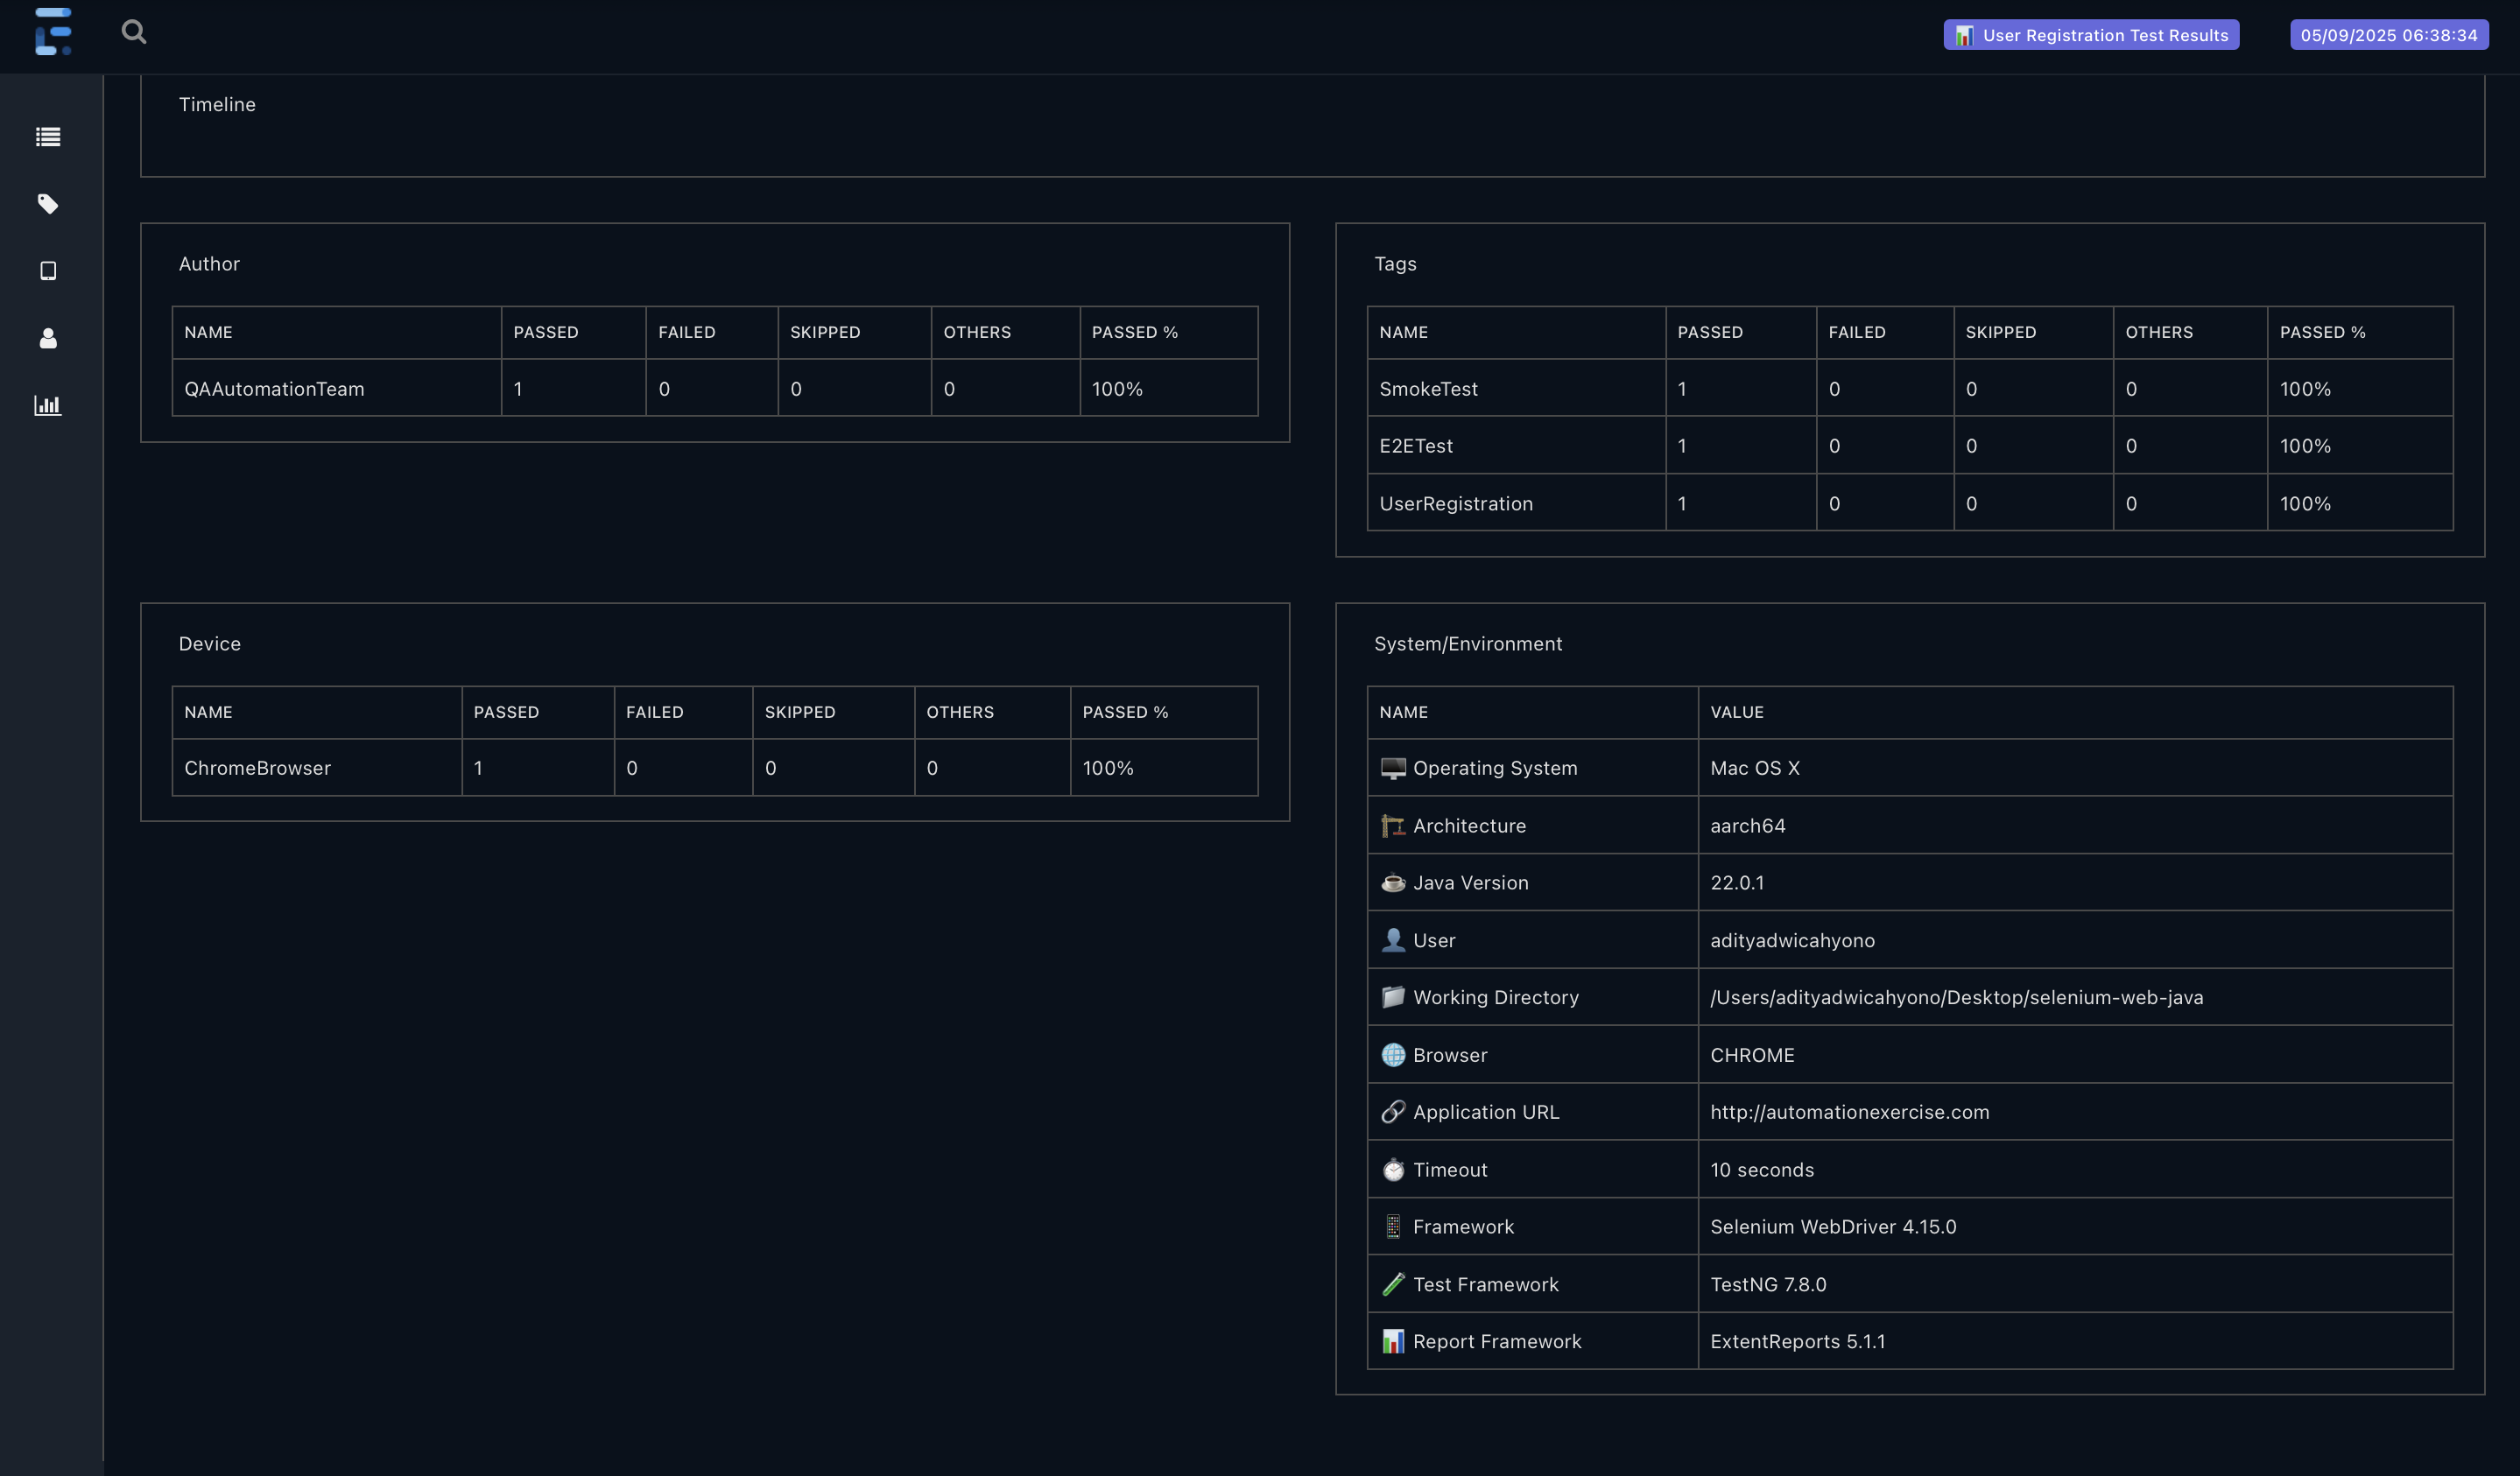 User Registration Test Results
05/09/2025 06:38:34
Timeline
Author
NAME PASSED FAILED SKIPPED OTHERS PASSED %
QAAutomationTeam 1 0 0 0 100%
Tags
NAME PASSED FAILED SKIPPED OTHERS PASSED %
SmokeTest 1 0 0 0 100%
E2ETest 1 0 0 0 100%
UserRegistration 1 0 0 0 100%
Device
NAME PASSED FAILED SKIPPED OTHERS PASSED %
ChromeBrowser 1 0 0 0 100%
System/Environment
NAME VALUE
Operating System Mac OS X
Architecture aarch64
Java Version 22.0.1
User adityadwicahyono
Working Directory /Users/adityadwicahyono/Desktop/selenium-web-java
Browser CHROME
Application URL http://automationexercise.com
Timeout 10 seconds
Framework Selenium WebDriver 4.15.0
Test Framework TestNG 7.8.0
Report Framework ExtentReports 5.1.1